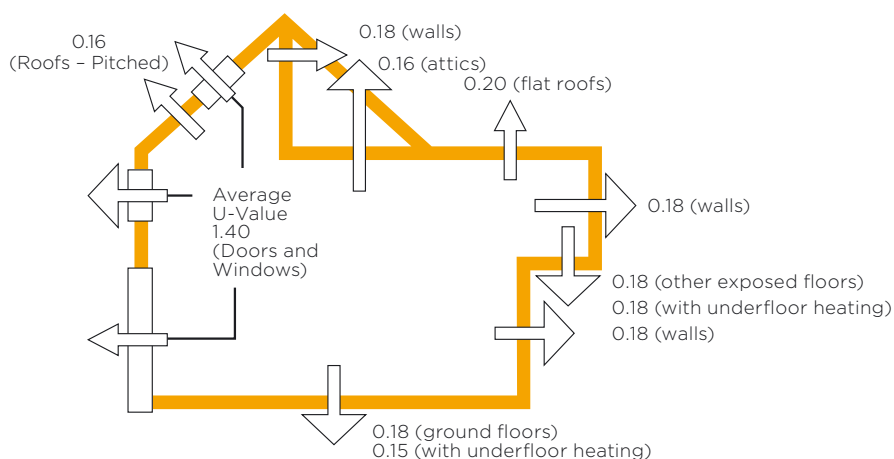 0.16
(Roofs – Pitched)
0.18 (walls)
0.16 (attics)
0.20 (flat roofs)
Average
U-Value
1.40
(Doors and
Windows)
0.18 (walls)
0.18 (other exposed floors)
0.18 (with underfloor heating)
0.18 (walls)
0.18 (ground floors)
0.15 (with underfloor heating)